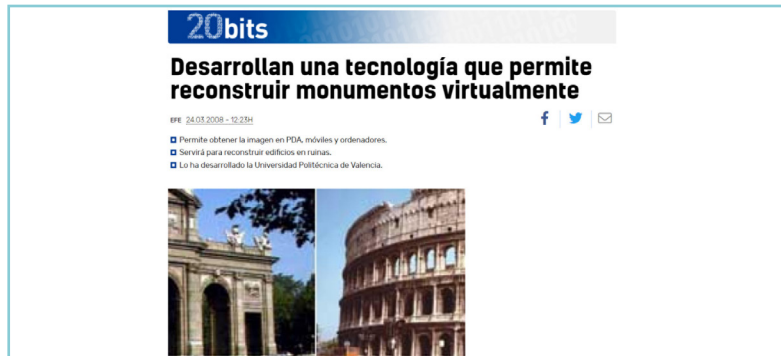 20bits
Desarrollan una tecnología que permite
reconstruir monumentos virtualmente
EFE 24.03.2008 - 12:23H
Permite obtener la imagen en PDA, móviles y ordenadores.
Servirá para reconstruir edificios en ruinas.
Lo ha desarrollado la Universidad Politécnica de Valencia.